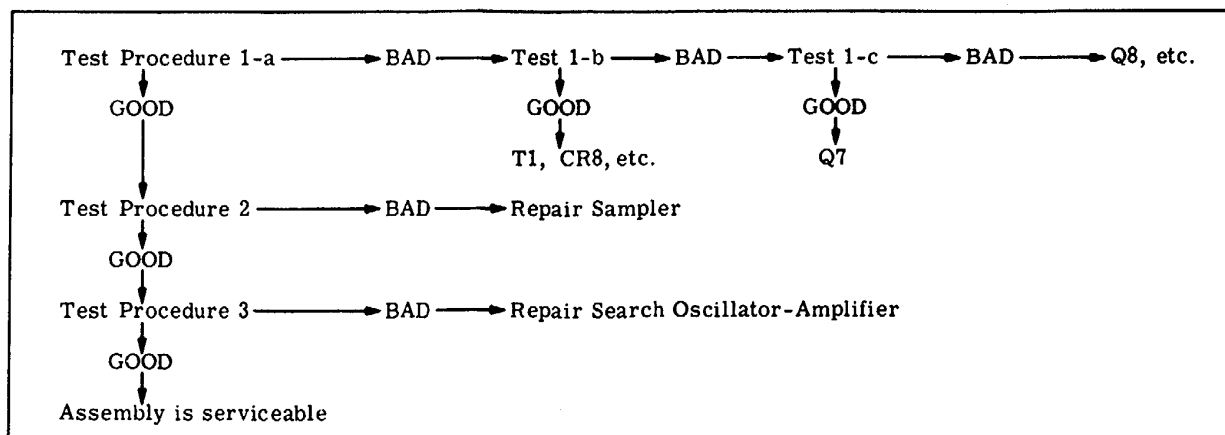 Test Procedure 1-a BAD Test 1-b BAD Test 1-c BAD Q8, etc.
GOOD GOOD GOOD
T1, CR8, etc. Q7
Test Procedure 2 BAD Repair Sampler
GOOD
Test Procedure 3 BAD Repair Search Oscillator-Amplifier
GOOD
Assembly is serviceable